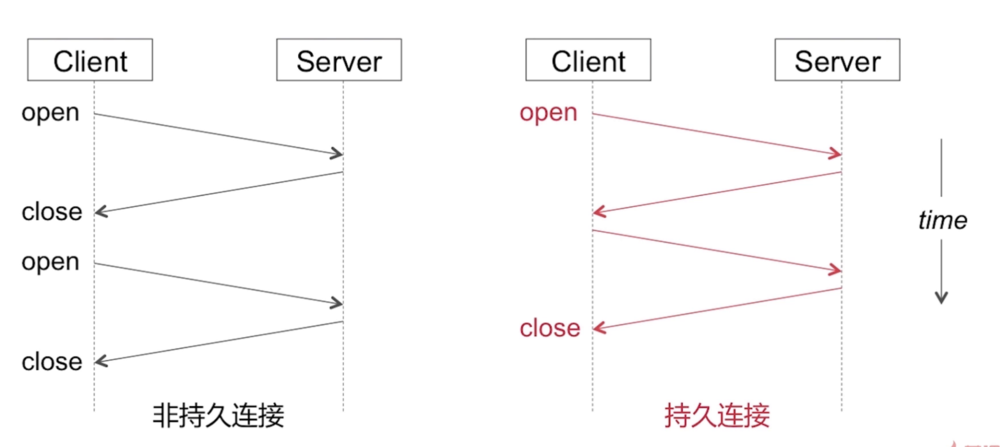 Client
Server
open
close
open
close
非持久连接
Client
Server
open
close
持久连接
time